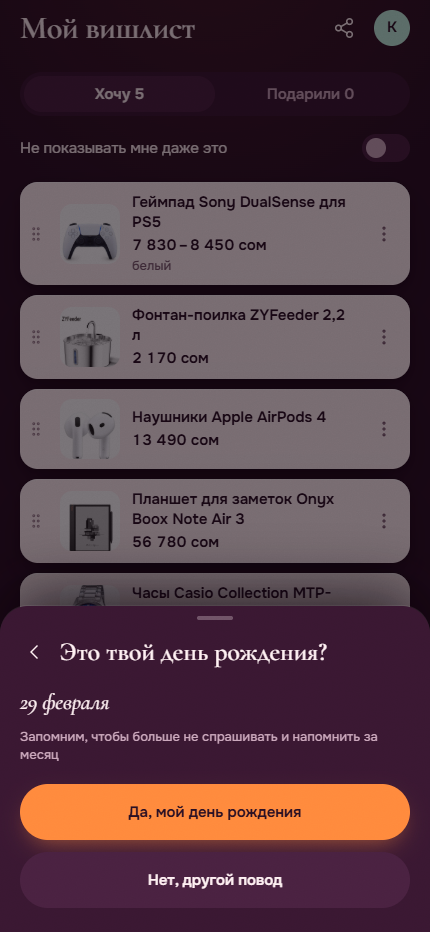 Мой вишлист
К
Хочу 5
Подарили 0
Не показывать мне даже это
Геймпад Sony DualSense для
PS5
7 830 – 8 450 сом
белый
ZYFeeder
Фонтан-поилка ZYFeeder 2,2
л
2 170 сом
Наушники Apple AirPods 4
13 490 сом
Планшет для заметок Onyx
Boox Note Air 3
56 780 сом
Часы Casio Collection MTP-
Это твой день рождения?
29 февраля
Запомним, чтобы больше не спрашивать и напомнить за
месяц
Да, мой день рождения
Нет, другой повод